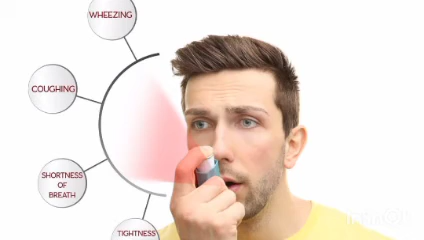 WHEEZING
COUGHING
SHORTNESS
OF
BREATH
TIGHTNESS